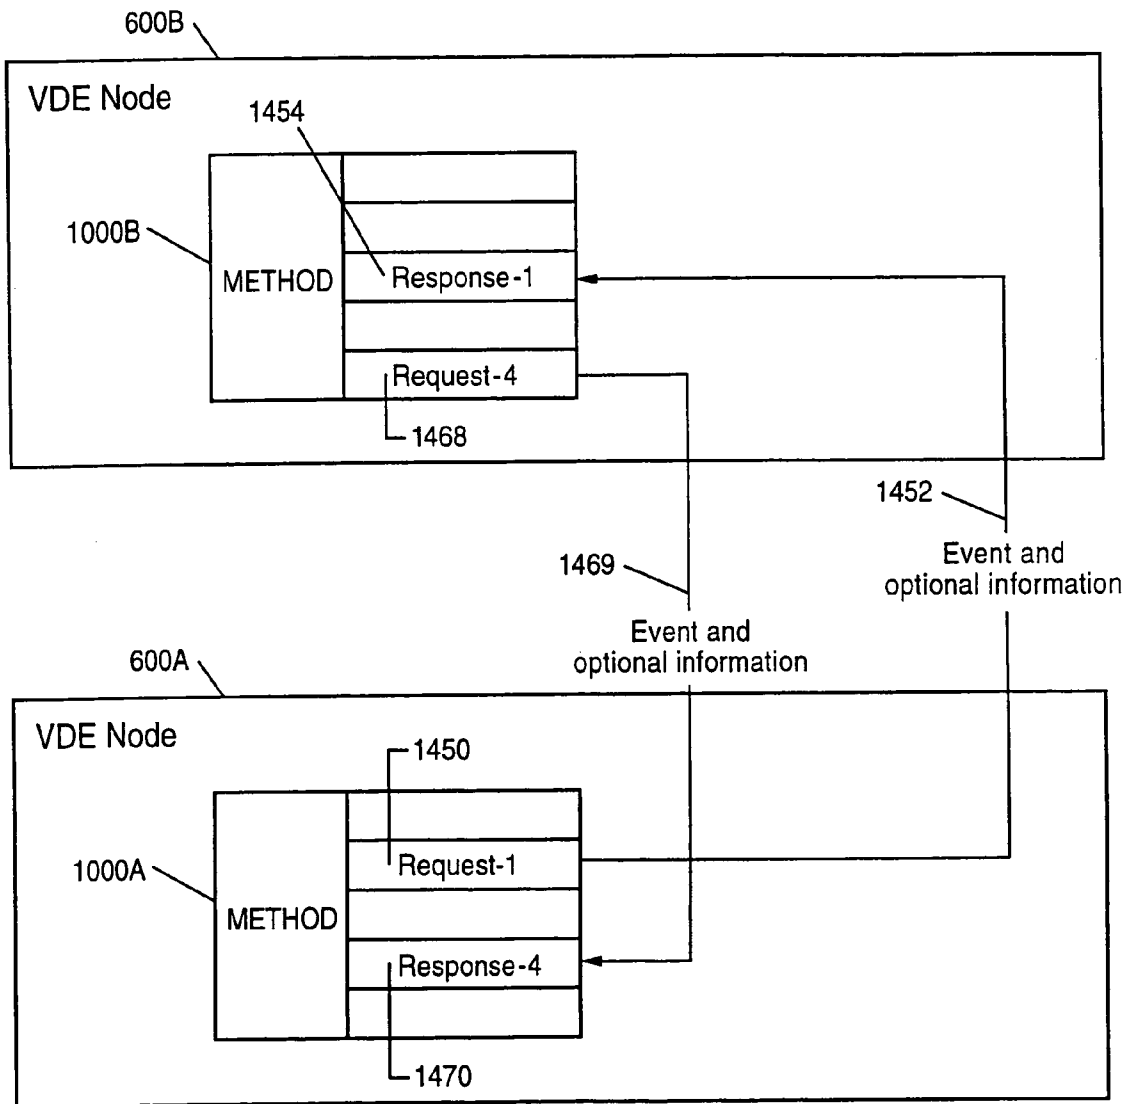 600B
VDE Node
1454
1000B
METHOD
Response-1
Request-4
1468
1452
Event and
optional information
1469
Event and
optional information
600A
VDE Node
1450
1000A
METHOD
Request-1
Response-4
1470